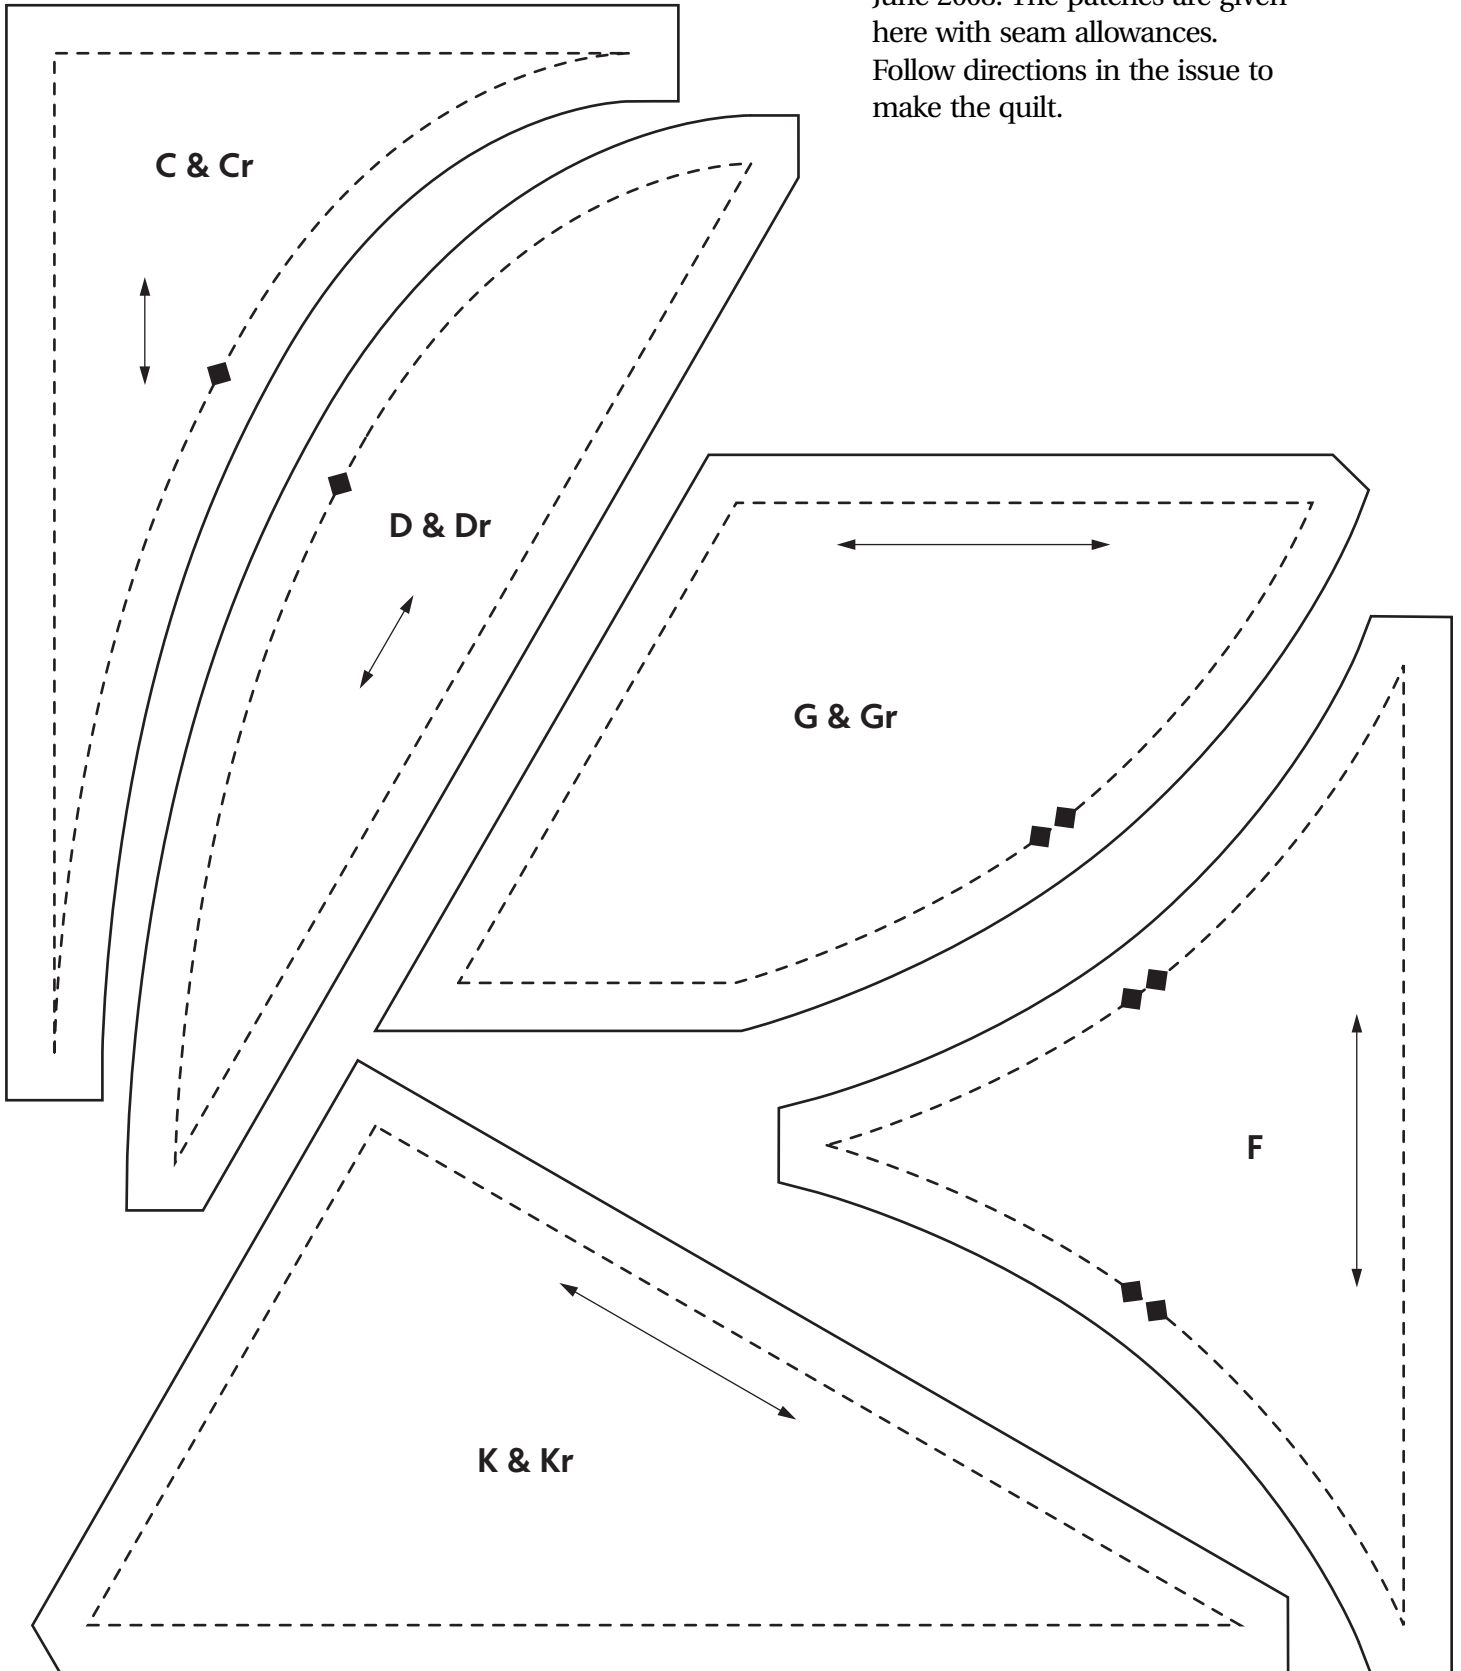 June 2008. The patches are given
here with seam allowances.
Follow directions in the issue to
make the quilt.
C & Cr
D & Dr
G & Gr
F
K & Kr